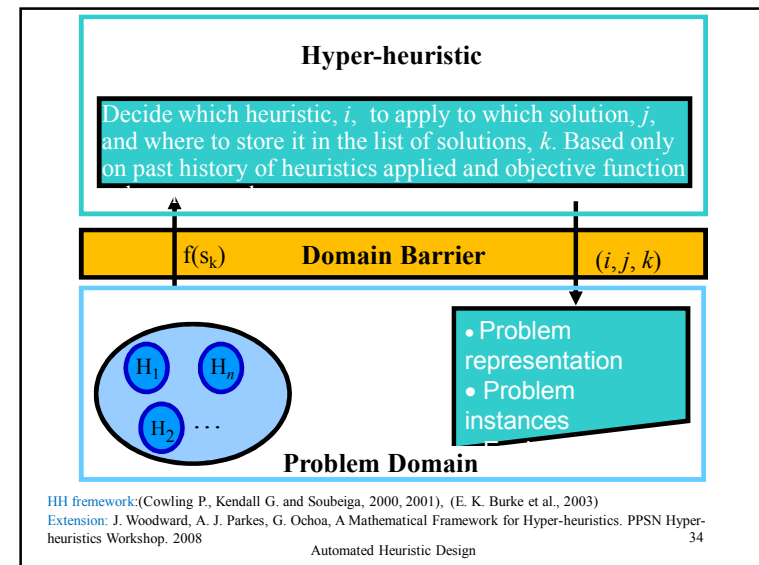 Hyper-heuristic
Decide which heuristic, i, to apply to which solution, j,
and where to store it in the list of solutions, k. Based only
on past history of heuristics applied and objective function
f(sₖ)
Domain Barrier
(i, j, k)
H₁
Hₙ
H₂ ...
• Problem
representation
• Problem
instances
Problem Domain
HH fremework:(Cowling P., Kendall G. and Soubeiga, 2000, 2001), (E. K. Burke et al., 2003)
Extension: J. Woodward, A. J. Parkes, G. Ochoa, A Mathematical Framework for Hyper-heuristics. PPSN Hyper-
heuristics Workshop. 2008
34
Automated Heuristic Design